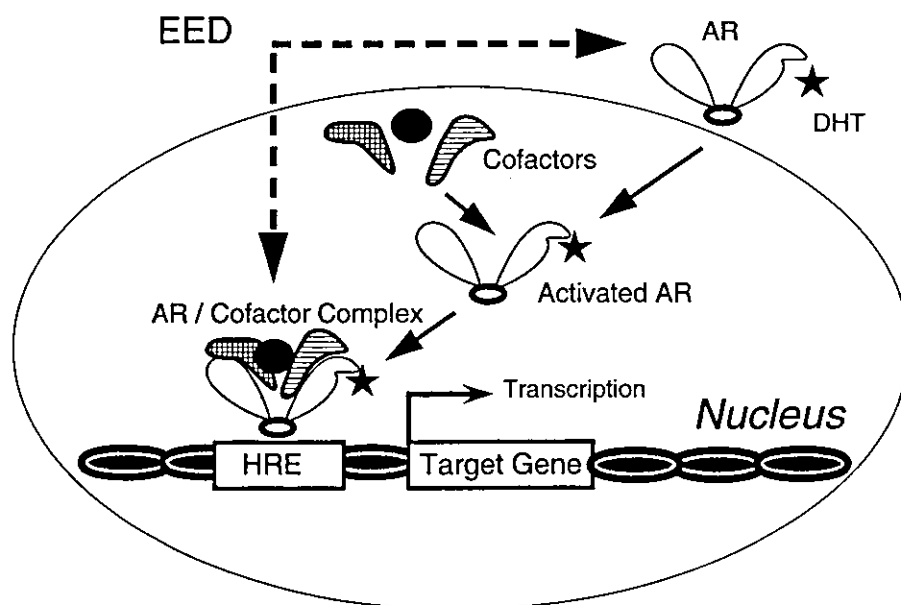 EED
AR
DHT
Cofactors
Activated AR
AR / Cofactor Complex
Transcription
Nucleus
HRE
Target Gene